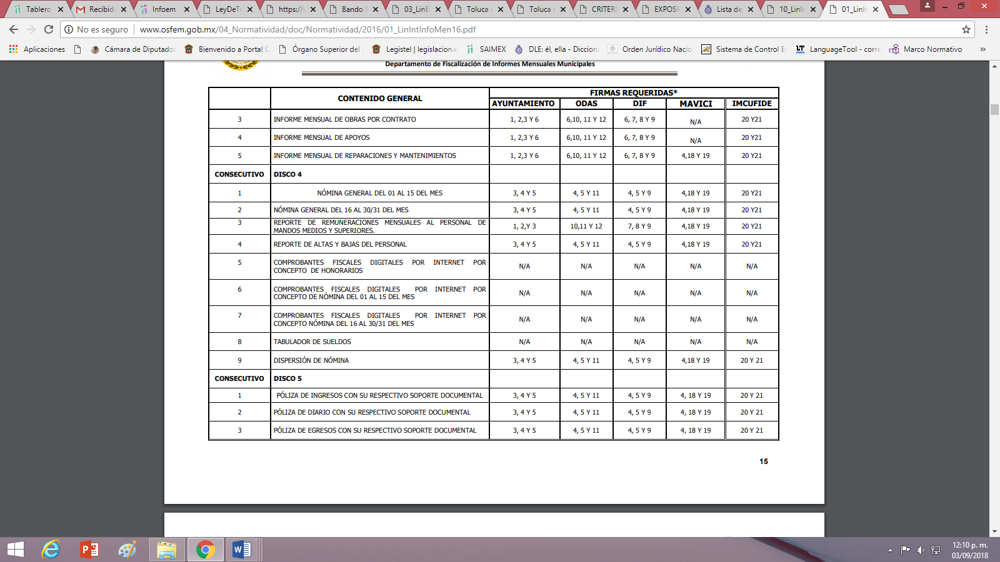 Tablero
Recibido
Infoem
LeyDeTr
https://v
Bando
03_LinE
Toluca
Toluca
CRITERI
EXPOSI
Lista de
10_LinI
01_LinIn
No es seguro | www.osfem.gob.mx/04_Normatividad/doc/Normatividad/2016/01_LinIntInfoMen16.pdf
Aplicaciones
Cámara de Diputados
Bienvenido a Portal C
Órgano Superior del
Legistel | legislacion.e
SAIMEX
DLE: él, ella - Diccion
Orden Jurídico Nacio
Sistema de Control E
LanguageTool - corre
Marco Normativo
»
Departamento de Fiscalización de Informes Mensuales Municipales
CONTENIDO GENERAL FIRMAS REQUERIDAS*
AYUNTAMIENTO ODAS DIF MAVICI IMCUFIDE
3 INFORME MENSUAL DE OBRAS POR CONTRATO 1, 2,3 Y 6 6,10, 11 Y 12 6, 7, 8 Y 9 N/A 20 Y21
4 INFORME MENSUAL DE APOYOS 1, 2,3 Y 6 6,10, 11 Y 12 6, 7, 8 Y 9 N/A 20 Y21
5 INFORME MENSUAL DE REPARACIONES Y MANTENIMIENTOS 1, 2,3 Y 6 6,10, 11 Y 12 6, 7, 8 Y 9 4,18 Y 19 20 Y21
CONSECUTIVO DISCO 4
1 NÓMINA GENERAL DEL 01 AL 15 DEL MES 3, 4 Y 5 4, 5 Y 11 4, 5 Y 9 4,18 Y 19 20 Y21
2 NÓMINA GENERAL DEL 16 AL 30/31 DEL MES 3, 4 Y 5 4, 5 Y 11 4, 5 Y 9 4,18 Y 19 20 Y21
3 REPORTE DE REMUNERACIONES MENSUALES AL PERSONAL DE
MANDOS MEDIOS Y SUPERIORES. 1, 2,Y 3 10,11 Y 12 7, 8 Y 9 4,18 Y 19 20 Y21
4 REPORTE DE ALTAS Y BAJAS DEL PERSONAL 3, 4 Y 5 4, 5 Y 11 4, 5 Y 9 4,18 Y 19 20 Y21
5 COMPROBANTES FISCALES DIGITALES POR INTERNET POR
CONCEPTO DE HONORARIOS N/A N/A N/A N/A N/A
6 COMPROBANTES FISCALES DIGITALES POR INTERNET POR
CONCEPTO DE NÓMINA DEL 01 AL 15 DEL MES N/A N/A N/A N/A N/A
7 COMPROBANTES FISCALES DIGITALES POR INTERNET POR
CONCEPTO NÓMINA DEL 16 AL 30/31 DEL MES N/A N/A N/A N/A N/A
8 TABULADOR DE SUELDOS N/A N/A N/A N/A N/A
9 DISPERSIÓN DE NÓMINA 3, 4 Y 5 4, 5 Y 11 4, 5 Y 9 4,18 Y 19 20 Y 21
CONSECUTIVO DISCO 5
1 PÓLIZA DE INGRESOS CON SU RESPECTIVO SOPORTE DOCUMENTAL 3, 4 Y 5 4, 5 Y 11 4, 5 Y 9 4, 18 Y 19 20 Y 21
2 PÓLIZA DE DIARIO CON SU RESPECTIVO SOPORTE DOCUMENTAL 3, 4 Y 5 4, 5 Y 11 4, 5 Y 9 4, 18 Y 19 20 Y 21
3 PÓLIZA DE EGRESOS CON SU RESPECTIVO SOPORTE DOCUMENTAL 3, 4 Y 5 4, 5 Y 11 4, 5 Y 9 4, 18 Y 19 20 Y 21
15
12:10 p. m.
03/09/2018